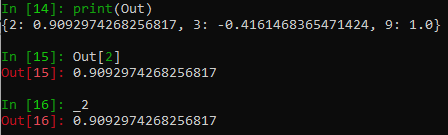 In [14]: print(Out)
{2: 0.9092974268256817, 3: -0.4161468365471424, 9: 1.0}
In [15]: Out[2]
Out[15]: 0.9092974268256817
In [16]: _2
Out[16]: 0.9092974268256817